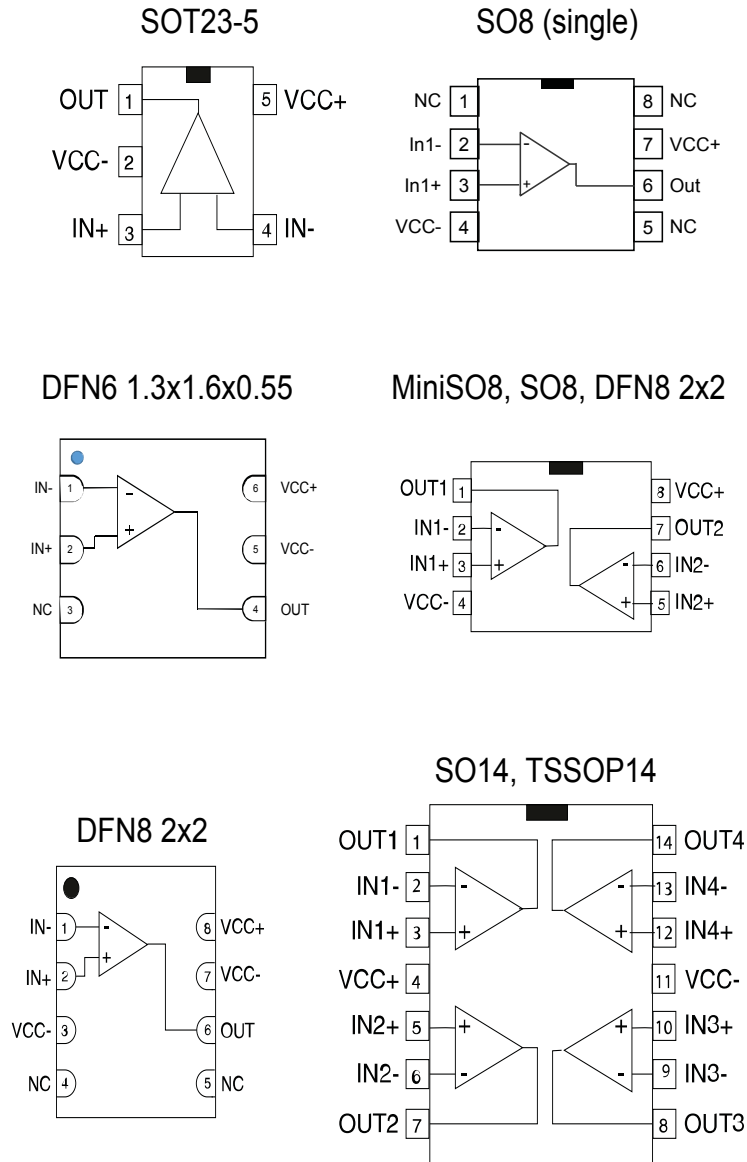 SOT23-5
OUT 1
5 VCC+
VCC- 2
IN+ 3
4 IN-
SO8 (single)
NC 1
8 NC
In1- 2
-
7 VCC+
In1+ 3
+
6 Out
VCC- 4
5 NC
DFN6 1.3x1.6x0.55
IN- 1
-
6 VCC+
IN+ 2
+
5 VCC-
NC 3
4 OUT
MiniSO8, SO8, DFN8 2x2
OUT1 1
8 VCC+
IN1- 2
-
7 OUT2
IN1+ 3
+
-
6 IN2-
VCC- 4
+
5 IN2+
DFN8 2x2
IN- 1
-
8 VCC+
IN+ 2
+
7 VCC-
VCC- 3
6 OUT
NC 4
5 NC
SO14, TSSOP14
OUT1 1
14 OUT4
IN1- 2
-
-
13 IN4-
IN1+ 3
+
+
12 IN4+
VCC+ 4
11 VCC-
IN2+ 5
+
+
10 IN3+
IN2- 6
-
-
9 IN3-
OUT2 7
8 OUT3